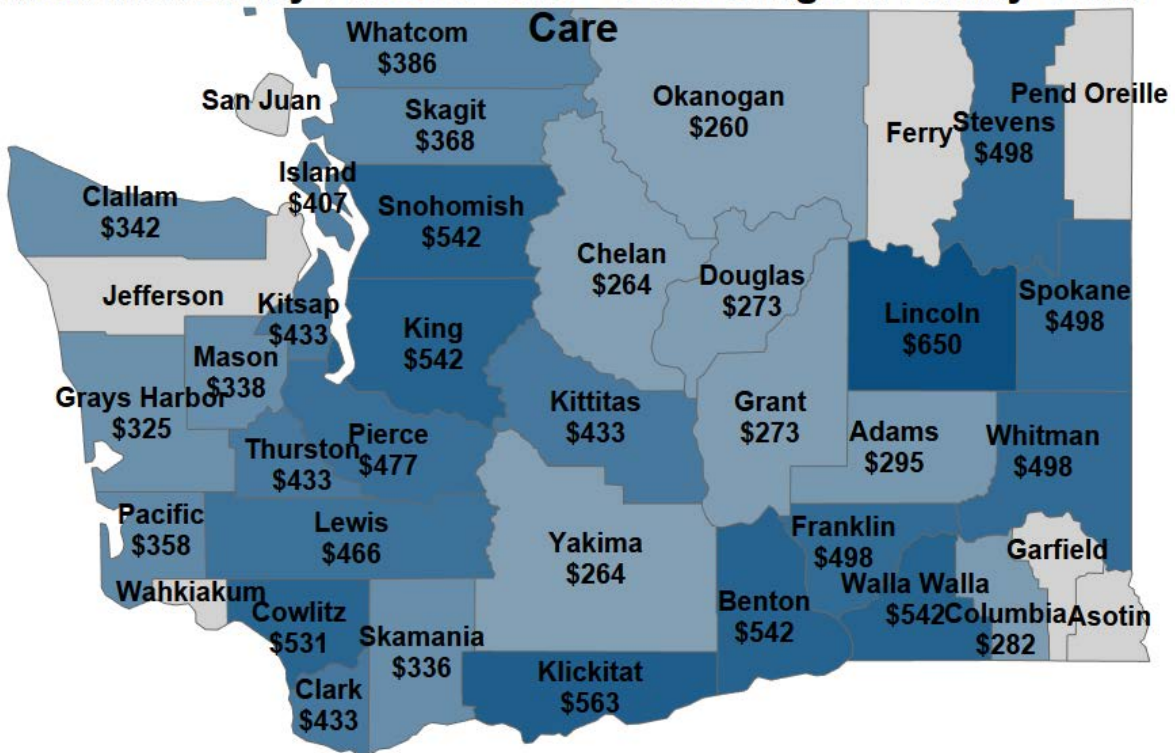 Care
Whatcom
$386
San Juan
Skagit
$368
Okanogan
$260
Ferry
Stevens
$498
Pend Oreille
Island
$407
Clallam
$342
Snohomish
$542
Chelan
$264
Douglas
$273
Jefferson
Kitsap
$433
King
$542
Lincoln
$650
Spokane
$498
Mason
$338
Grays Harbor
$325
Kittitas
$433
Grant
$273
Adams
$295
Whitman
$498
Thurston
$433
Pierce
$477
Pacific
$358
Lewis
$466
Yakima
$264
Franklin
$498
Garfield
Wahkiakum
Cowlitz
$531
Skamania
$336
Benton
$542
Walla Walla
$542
Columbia
$282
Asotin
Clark
$433
Klickitat
$563